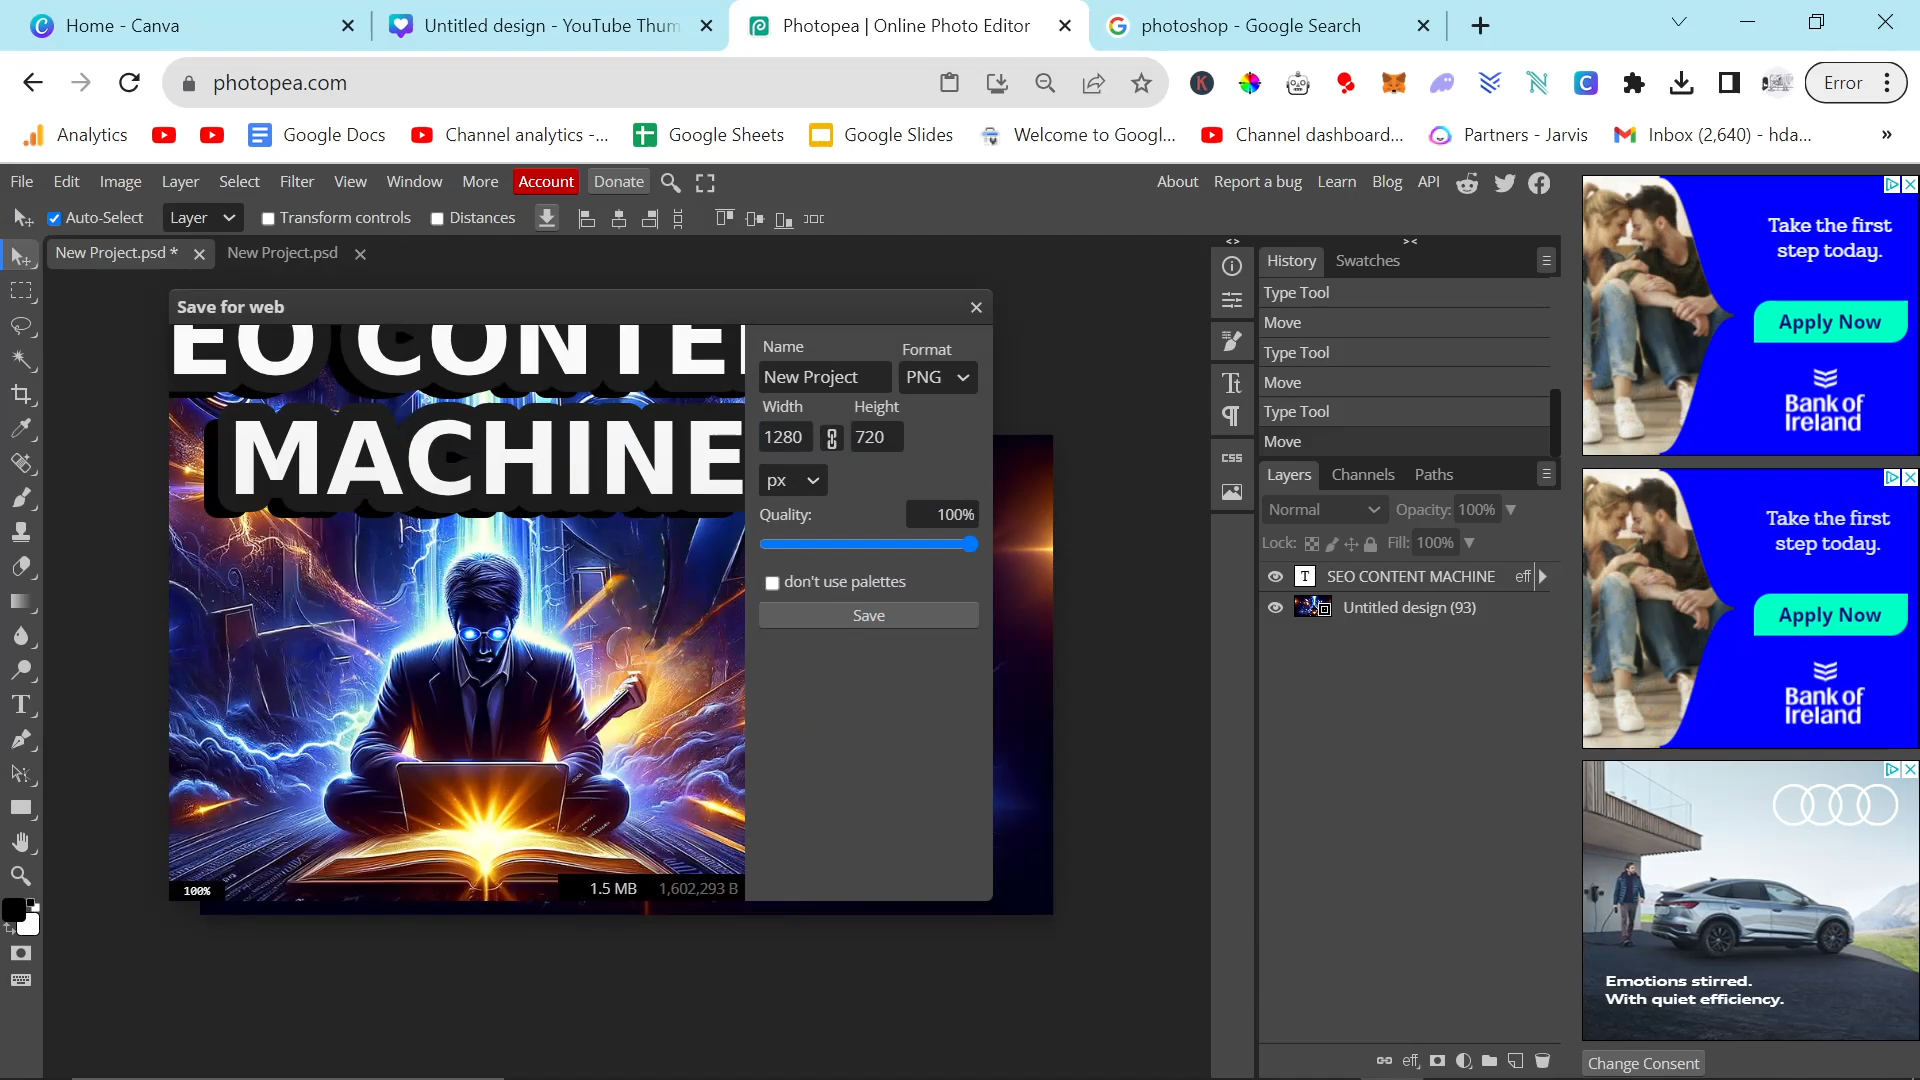 Home - Canva
Untitled design - YouTube Thum
Photopea | Online Photo Editor
photoshop - Google Search
photopea.com
Error
Analytics
Google Docs
Channel analytics -...
Google Sheets
Google Slides
Welcome to Googl...
Channel dashboard...
Partners - Jarvis
Inbox (2,640) - hda...
»
File Edit Image Layer Select Filter View Window More Account Donate
About Report a bug Learn Blog API
Auto-Select
Layer
Transform controls
Distances
New Project.psd *
New Project.psd
Save for web
EO CONTE
MACHINE
100%
1.5 MB 1,602,293 B
Name
Format
New Project
PNG
Width
Height
1280
720
px
Quality:
100%
don't use palettes
Save
< >
> <
History
Swatches
Type Tool
Move
Type Tool
Move
Type Tool
Move
CSS
Layers
Channels
Paths
Normal
Opacity: 100%
Lock:
Fill: 100%
SEO CONTENT MACHINE
eff
Untitled design (93)
eff
Take the first
step today.
Apply Now
Bank of
Ireland
Take the first
step today.
Apply Now
Bank of
Ireland
Emotions stirred.
With quiet efficiency.
Change Consent